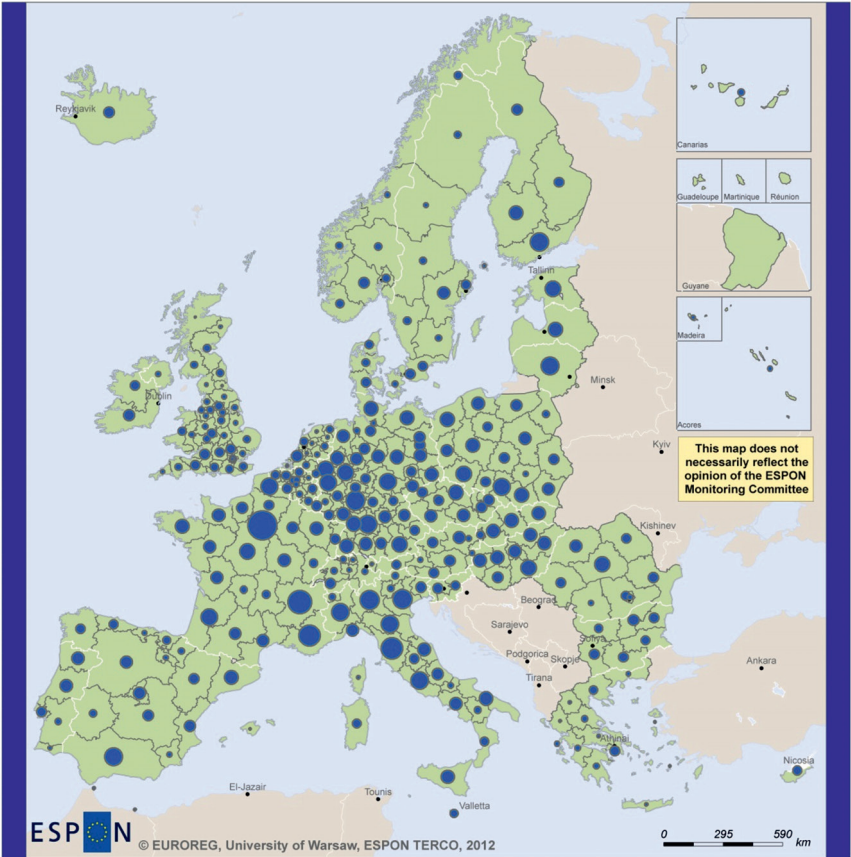 Canarias
Reykjavik
Guadeloupe
Martinique
Réunion
Guyane
Tallinn
Madeira
Acores
Dublin
Minsk
Kyiv
This map does not
necessarily reflect the
opinion of the ESPON
Monitoring Committee
Kishinev
Beograd
Sarajevo
Sofiya
Podgorica
Skopje
Ankara
Tirana
Athinai
Nicosia
El-Jazair
Tounis
Valletta
ESPON
© EUROREG, University of Warsaw, ESPON TERCO, 2012
0 295 590
km